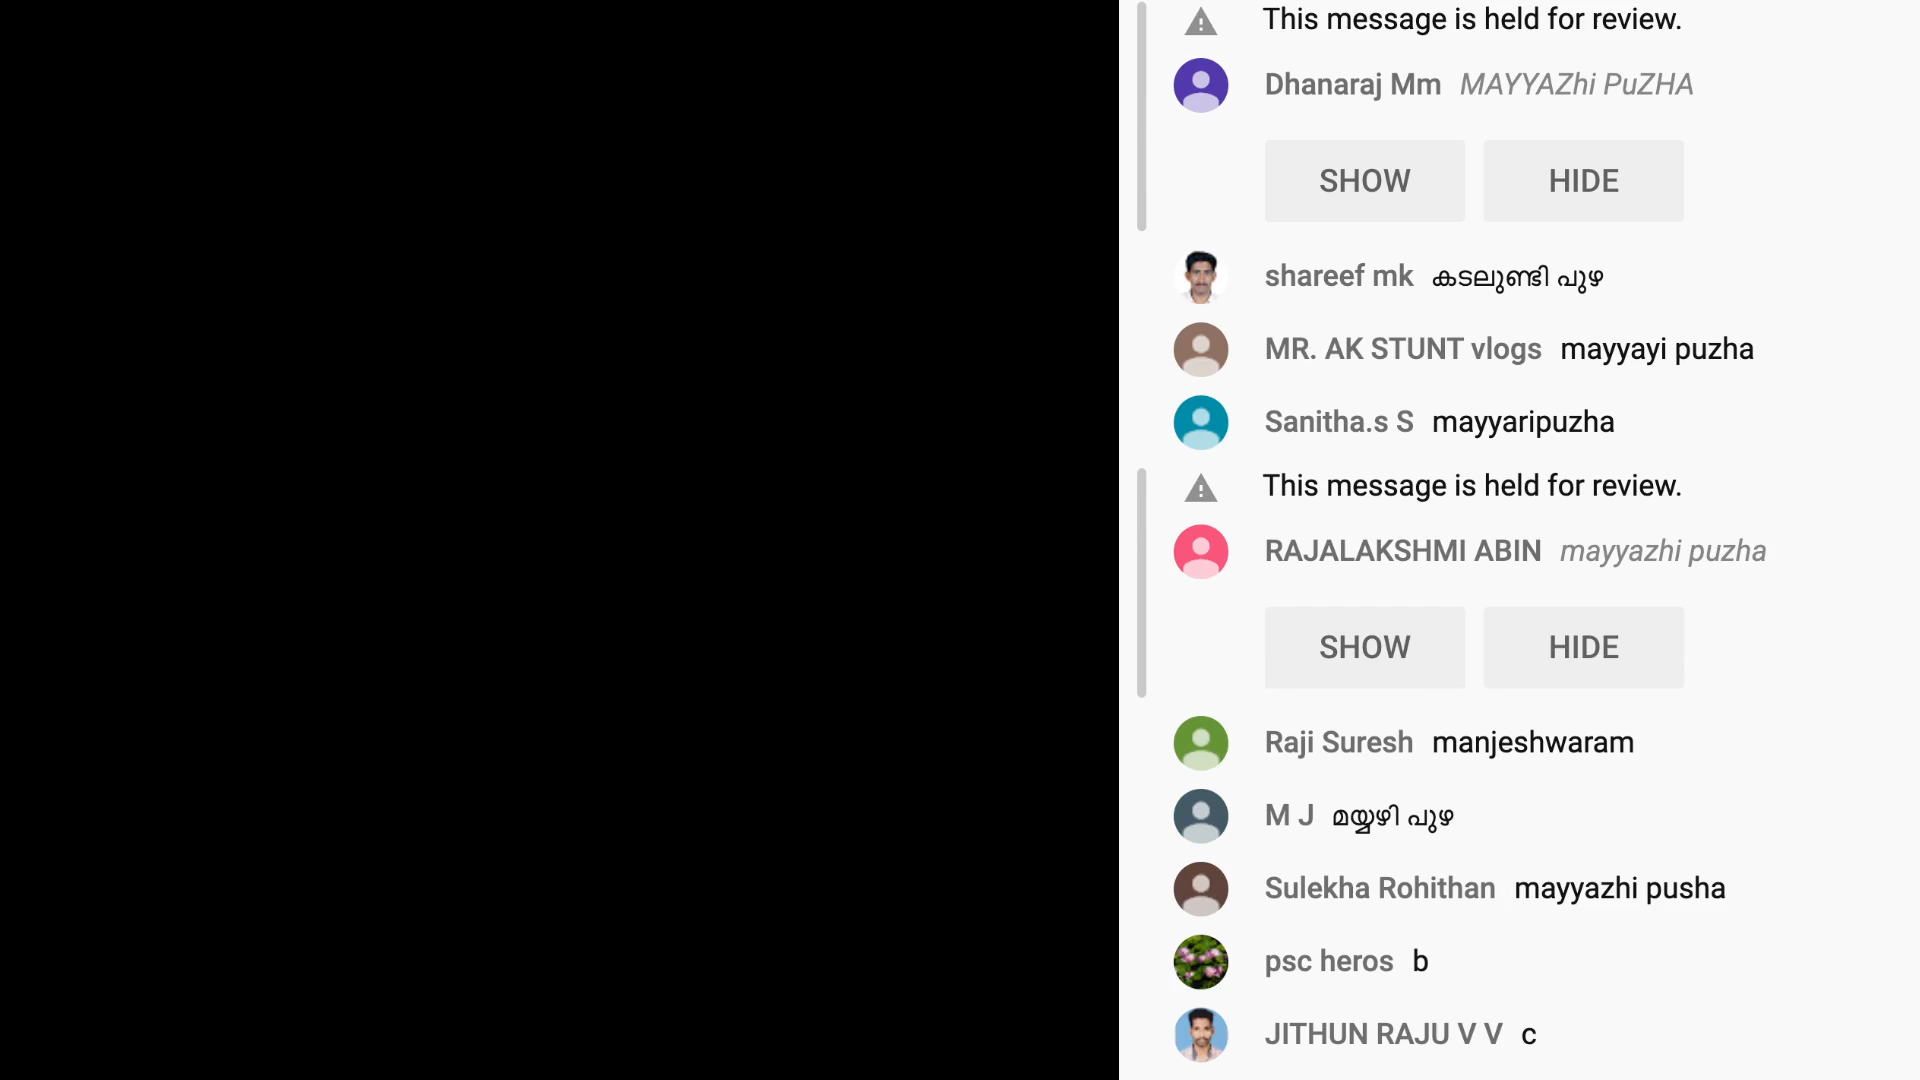 This message is held for review.
Dhanaraj Mm MAYYAZhi PuZHA
SHOW HIDE
shareef mk കടലുണ്ടി പുഴ
MR. AK STUNT vlogs mayyayi puzha
Sanitha.s S mayyaripuzha
This message is held for review.
RAJALAKSHMI ABIN mayyazhi puzha
SHOW HIDE
Raji Suresh manjeshwaram
M J മയ്യഴി പുഴ
Sulekha Rohithan mayyazhi pusha
psc heros b
JITHUN RAJU V V c